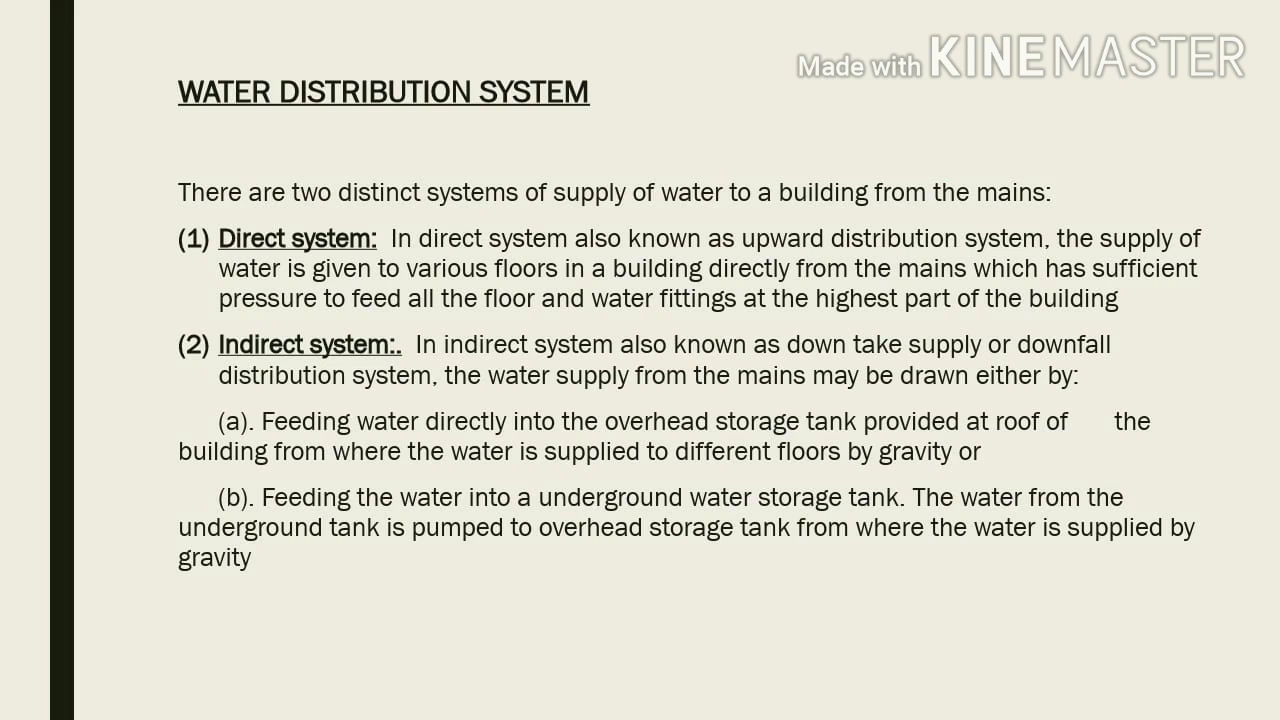 Made with KINEMASTER
WATER DISTRIBUTION SYSTEM
There are two distinct systems of supply of water to a building from the mains:
(1) Direct system: In direct system also known as upward distribution system, the supply of
water is given to various floors in a building directly from the mains which has sufficient
pressure to feed all the floor and water fittings at the highest part of the building
(2) Indirect system:. In indirect system also known as down take supply or downfall
distribution system, the water supply from the mains may be drawn either by:
(a). Feeding water directly into the overhead storage tank provided at roof of the
building from where the water is supplied to different floors by gravity or
(b). Feeding the water into a underground water storage tank. The water from the
underground tank is pumped to overhead storage tank from where the water is supplied by
gravity